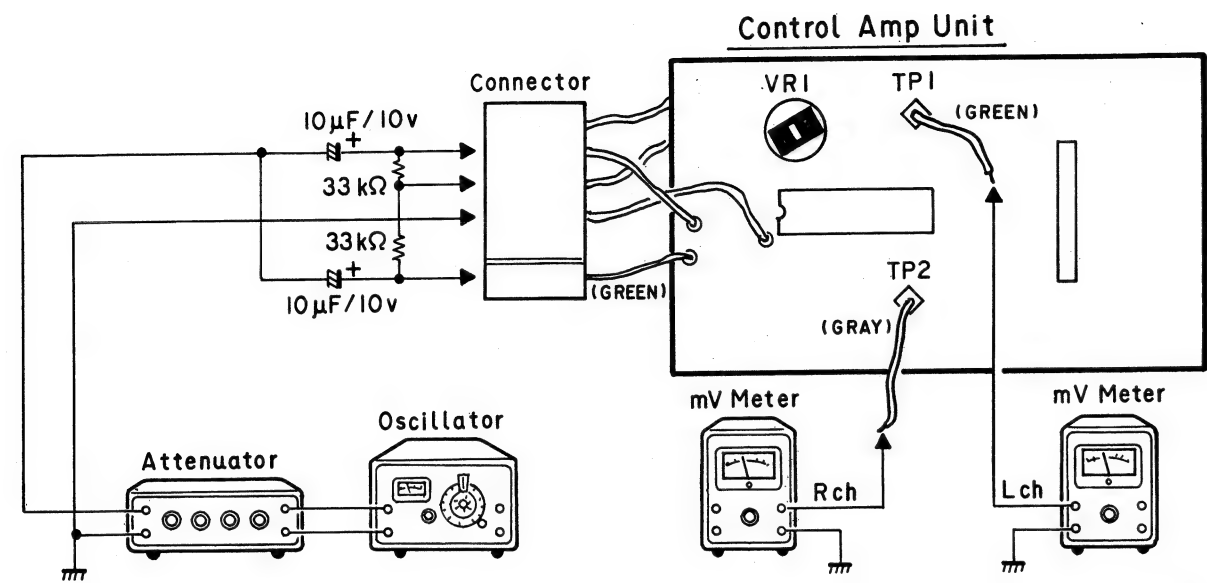 Control Amp Unit
Connector
VR1
TP1
(GREEN)
10μF/10v
+
33kΩ
33kΩ
+
10μF/10v
(GREEN)
TP2
(GRAY)
mV Meter
mV Meter
Oscillator
Attenuator
Rch
Lch